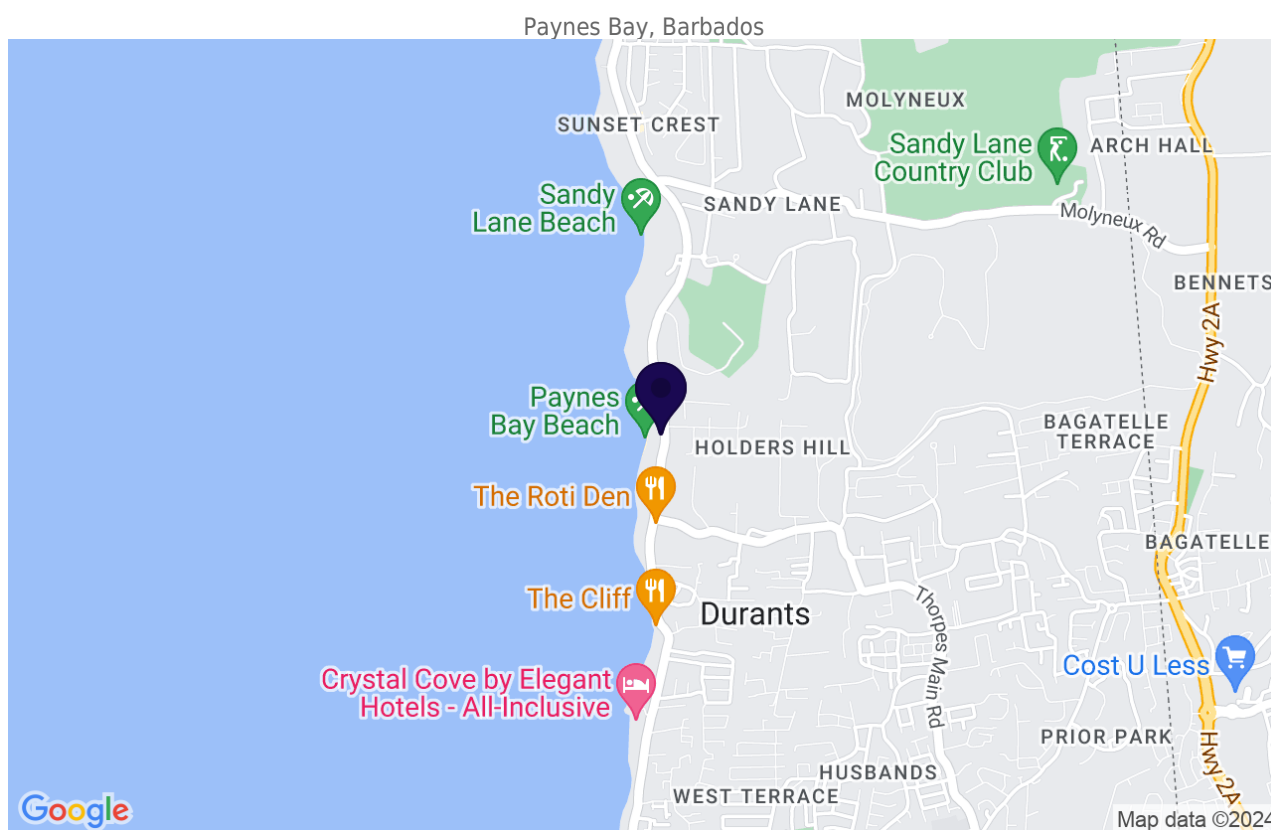 Paynes Bay, Barbados
MOLYNEUX
SUNSET CREST
Sandy Lane
Country Club
ARCH HALL
Sandy
Lane Beach
SANDY LANE
Molyneux Rd
BENNETS
Hwy 2A
Paynes
Bay Beach
BAGATELLE
TERRACE
HOLDERS HILL
The Roti Den
BAGATELLE
The Cliff
Durants
Thorpes Main Rd
Cost U Less
Crystal Cove by Elegant
Hotels - All-Inclusive
PRIOR PARK
Hwy 2A
HUSBANDS
WEST TERRACE
Google
Map data ©2024